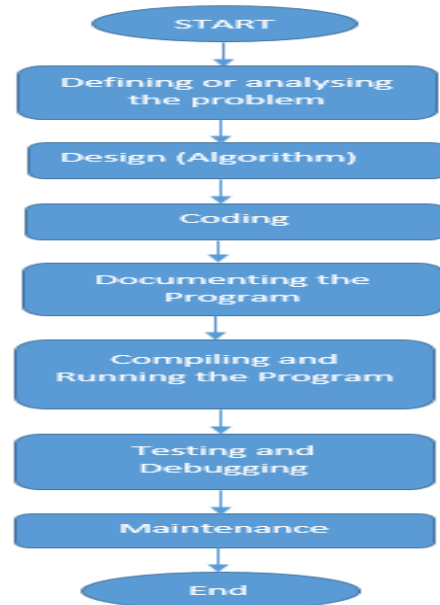 START
Defining or analysing
the problem
Design (Algorithm)
Coding
Documenting the
Program
Compiling and
Running the Program
Testing and
Debugging
Maintenance
End